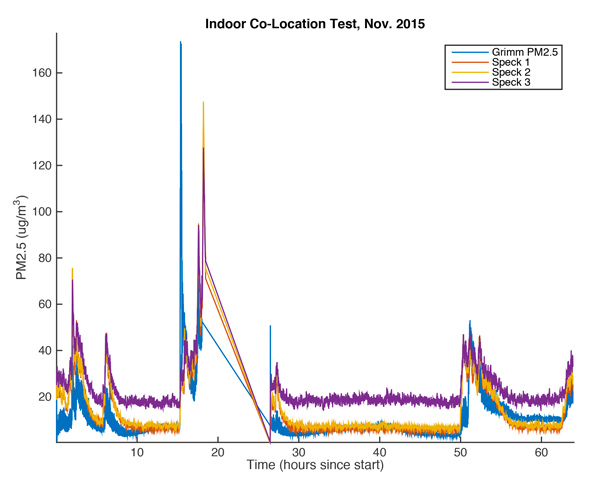 Indoor Co-Location Test, Nov. 2015
Grimm PM2.5
Speck 1
Speck 2
Speck 3
PM2.5 (ug/m³)
160
140
120
100
80
60
40
20
10 20 30 40 50 60
Time (hours since start)